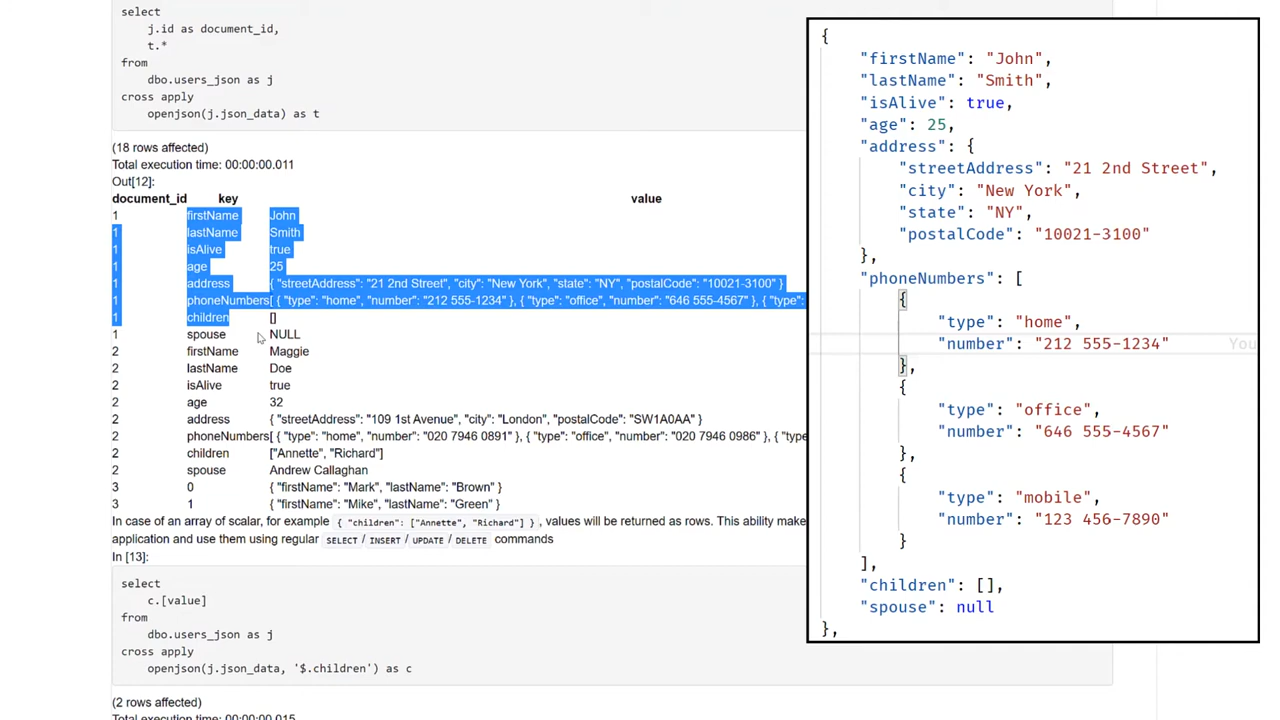 select
j.id as document_id,
t.*
from
dbo.users_json as j
cross apply
openjson(j.json_data) as t
(18 rows affected)
Total execution time: 00:00:00.011
Out[12]:
document_id key value
1 firstName John
1 lastName Smith
1 isAlive true
1 age 25
1 address { "streetAddress": "21 2nd Street", "city": "New York", "state": "NY", "postalCode": "10021-3100" }
1 phoneNumbers[ { "type": "home", "number": "212 555-1234" }, { "type": "office", "number": "646 555-4567" }, { "type":
1 children []
1 spouse NULL
2 firstName Maggie
2 lastName Doe
2 isAlive true
2 age 32
2 address { "streetAddress": "109 1st Avenue", "city": "London", "postalCode": "SW1A0AA" }
2 phoneNumbers[ { "type": "home", "number": "020 7946 0891" }, { "type": "office", "number": "020 7946 0986" }, { "type
2 children ["Annette", "Richard"]
2 spouse Andrew Callaghan
3 0 { "firstName": "Mark", "lastName": "Brown" }
3 1 { "firstName": "Mike", "lastName": "Green" }
In case of an array of scalar, for example { "children": ["Annette", "Richard"] } , values will be returned as rows. This ability make
application and use them using regular SELECT / INSERT / UPDATE / DELETE commands
In [13]:
select
c.[value]
from
dbo.users_json as j
cross apply
openjson(j.json_data, '$.children') as c
(2 rows affected)
Total execution time: 00:00:00.015
{
"firstName": "John",
"lastName": "Smith",
"isAlive": true,
"age": 25,
"address": {
"streetAddress": "21 2nd Street",
"city": "New York",
"state": "NY",
"postalCode": "10021-3100"
},
"phoneNumbers": [
{
"type": "home",
"number": "212 555-1234" You
},
{
"type": "office",
"number": "646 555-4567"
},
{
"type": "mobile",
"number": "123 456-7890"
}
],
"children": [],
"spouse": null
},